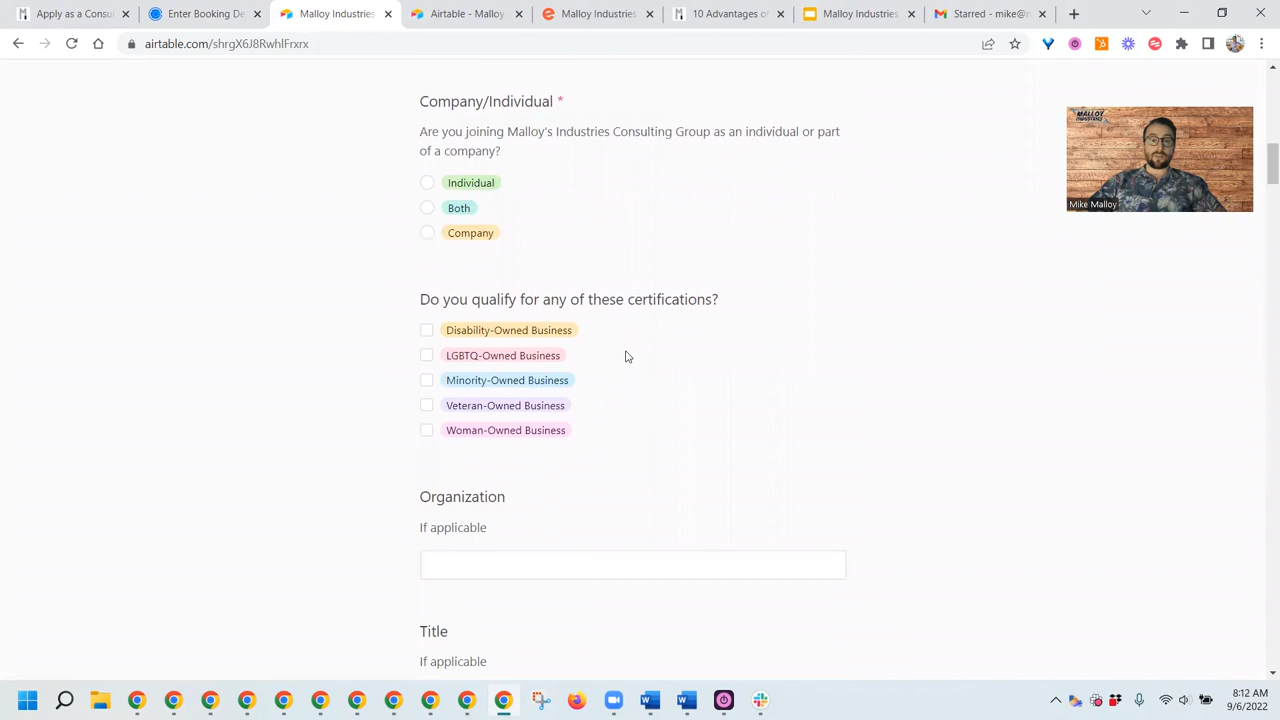 Apply as a Consul
Enter Booking De
Malloy Industries
Airtable - Malloy
Malloy Industries
10 Advantages of
Malloy Industries
Starred - mike@m
airtable.com/shrgX6J8RwhlFrxrx
Company/Individual *
Are you joining Malloy's Industries Consulting Group as an individual or part
of a company?
Individual
Both
Company
MALLOY
INDUSTRIES
Mike Malloy
Do you qualify for any of these certifications?
Disability-Owned Business
LGBTQ-Owned Business
Minority-Owned Business
Veteran-Owned Business
Woman-Owned Business
Organization
If applicable
Title
If applicable
8:12 AM
9/6/2022